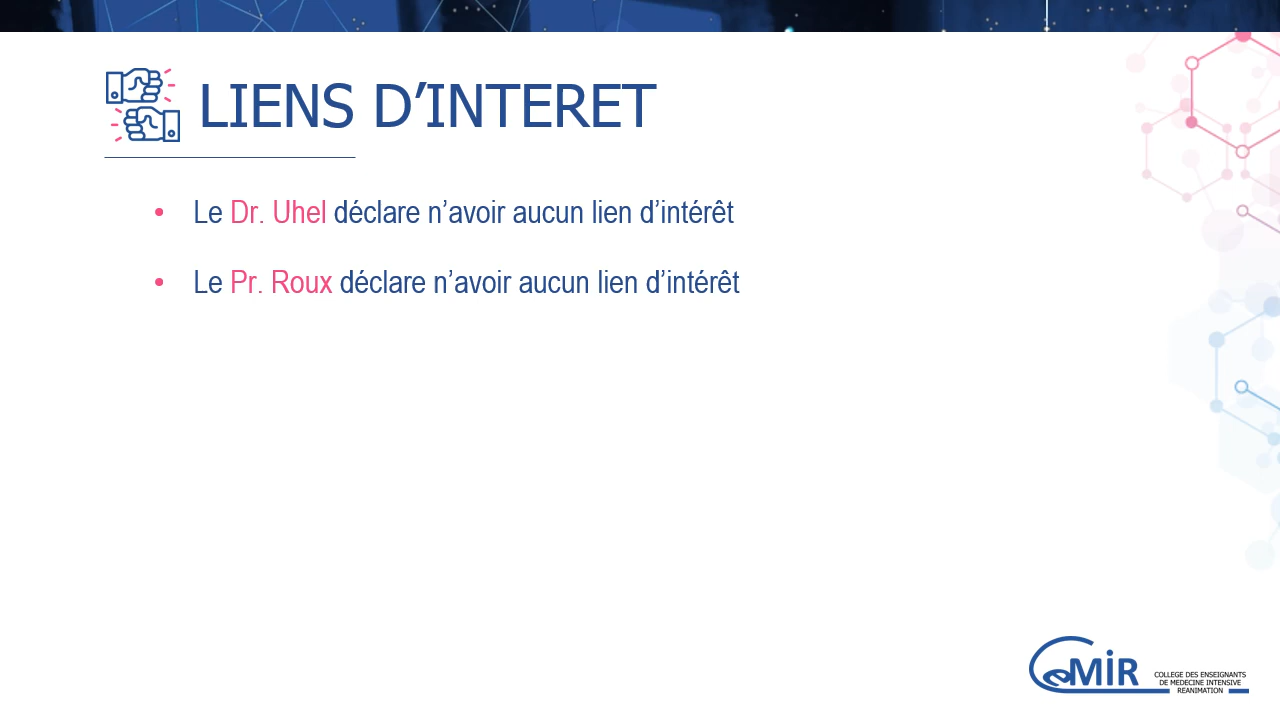 LIENS D’INTERET
• Le Dr. Uhel déclare n’avoir aucun lien d’intérêt
• Le Pr. Roux déclare n’avoir aucun lien d’intérêt
CeMIR
COLLEGE DES ENSEIGNANTS
DE MEDECINE INTENSIVE
REANIMATION